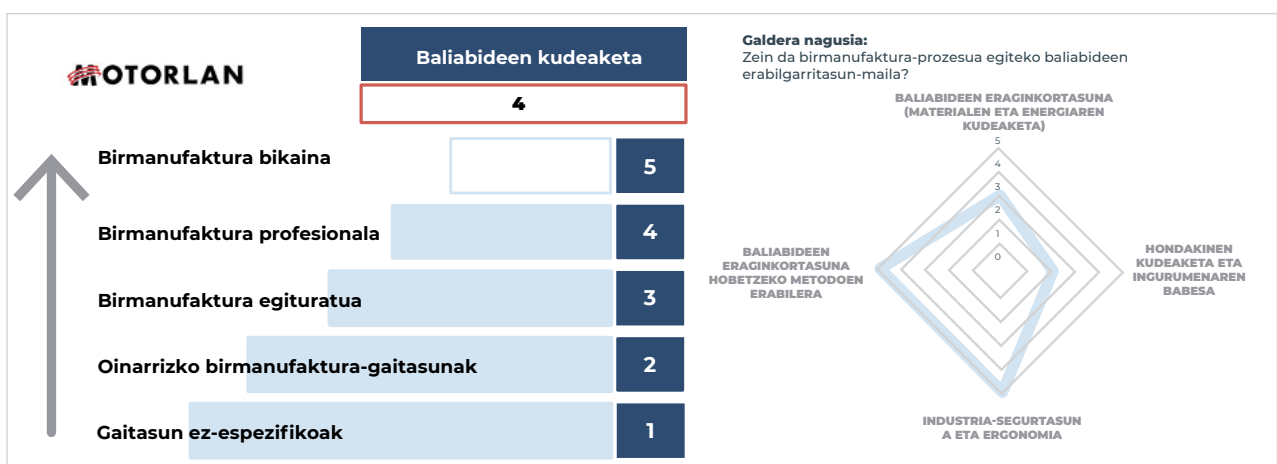 MOTORLAN
Baliabideen kudeaketa
4
Birmanufaktura bikaina
5
Birmanufaktura profesionala
4
Birmanufaktura egituratua
3
Oinarrizko birmanufaktura-gaitasunak
2
Gaitasun ez-espezifikoak
1
Galdera nagusia:
Zein da birmanufaktura-prozesua egiteko baliabideen
erabilgarritasun-maila?
BALIABIDEEN ERAGINKORTASUNA
(MATERIALEN ETA ENERGIAREN
KUDEAKETA)
5
4
3
2
1
0
BALIABIDEEN
ERAGINKORTASUNA
HOBETZEKO METODOEN
ERABILERA
HONDAKINEN
KUDEAKETA ETA
INGURUMENAREN
BABESA
INDUSTRIA-SEGURTASUN
A ETA ERGONOMIA